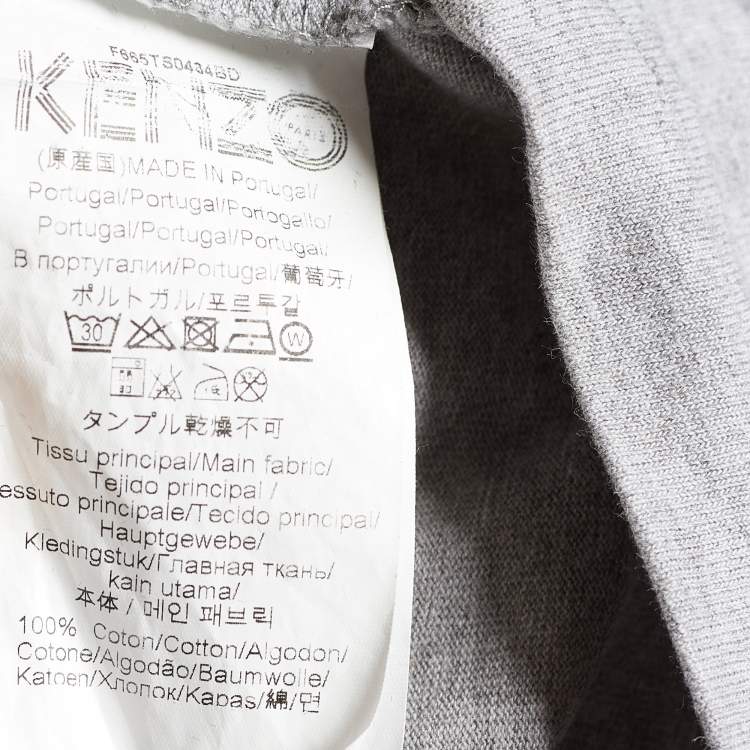 F665TS0434BD
KENZO
PARIS
(原産国)MADE IN Portugal/
Portugal/Portugal/Portogallo/
Portugal/Portugal/Portugal/
В португалии/Portugal/葡萄牙/
ポルトガル/포르투갈
30 W
タンブル乾燥不可
Tissu principal/Main fabric/
Tejido principal /
essuto principale/Tecido principal/
Hauptgewebe/
Kledingstuk/Главная ткань/
kain utama/
本体 / 메인 패브릭
100% Coton/Cotton/Algodon/
Cotone/Algodão/Baumwolle/
Katoen/Хлопок/Kapas/綿/면